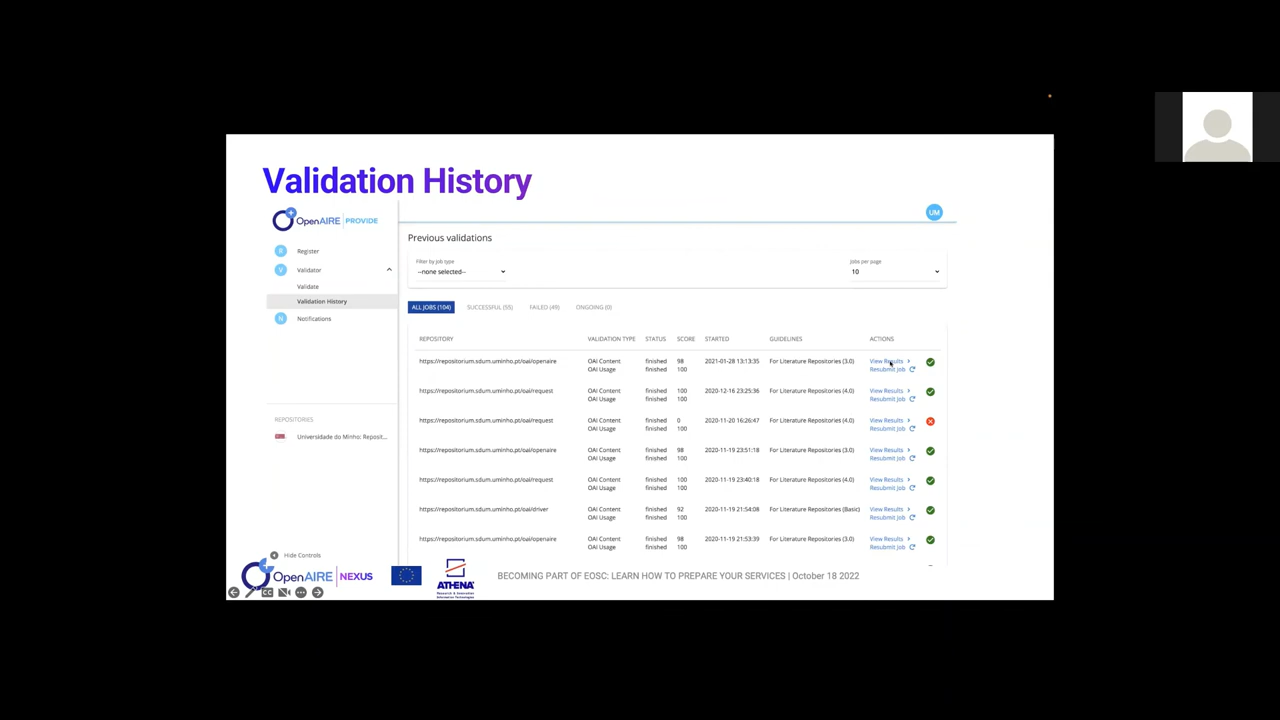 Validation History
OpenAIRE | PROVIDE
UM
R Register
V Validator
Validate
Validation History
N Notifications
REPOSITORIES
Universidade do Minho: Reposit...
Previous validations
Filter by job type
--none selected--
Jobs per page
10
ALL JOBS (104) SUCCESSFUL (55) FAILED (49) ONGOING (0)
REPOSITORY VALIDATION TYPE STATUS SCORE STARTED GUIDELINES ACTIONS
https://repositorium.sdum.uminho.pt/oai/openaire OAI Content finished 98 2021-01-28 13:13:35 For Literature Repositories (3.0) View Results
OAI Usage finished 100 Resubmit Job
https://repositorium.sdum.uminho.pt/oai/request OAI Content finished 100 2020-12-16 23:25:36 For Literature Repositories (4.0) View Results
OAI Usage finished 100 Resubmit Job
https://repositorium.sdum.uminho.pt/oai/request OAI Content finished 0 2020-11-20 16:26:47 For Literature Repositories (4.0) View Results
OAI Usage finished 100 Resubmit Job
https://repositorium.sdum.uminho.pt/oai/openaire OAI Content finished 98 2020-11-19 23:51:18 For Literature Repositories (3.0) View Results
OAI Usage finished 100 Resubmit Job
https://repositorium.sdum.uminho.pt/oai/request OAI Content finished 100 2020-11-19 23:40:18 For Literature Repositories (4.0) View Results
OAI Usage finished 100 Resubmit Job
https://repositorium.sdum.uminho.pt/oai/driver OAI Content finished 92 2020-11-19 21:54:08 For Literature Repositories (Basic) View Results
OAI Usage finished 100 Resubmit Job
https://repositorium.sdum.uminho.pt/oai/openaire OAI Content finished 98 2020-11-19 21:53:39 For Literature Repositories (3.0) View Results
OAI Usage finished 100 Resubmit Job
Hide Controls
OpenAIRE | NEXUS
ATHENA
Research & Innovation
Information Technologies
BECOMING PART OF EOSC: LEARN HOW TO PREPARE YOUR SERVICES | October 18 2022
CC